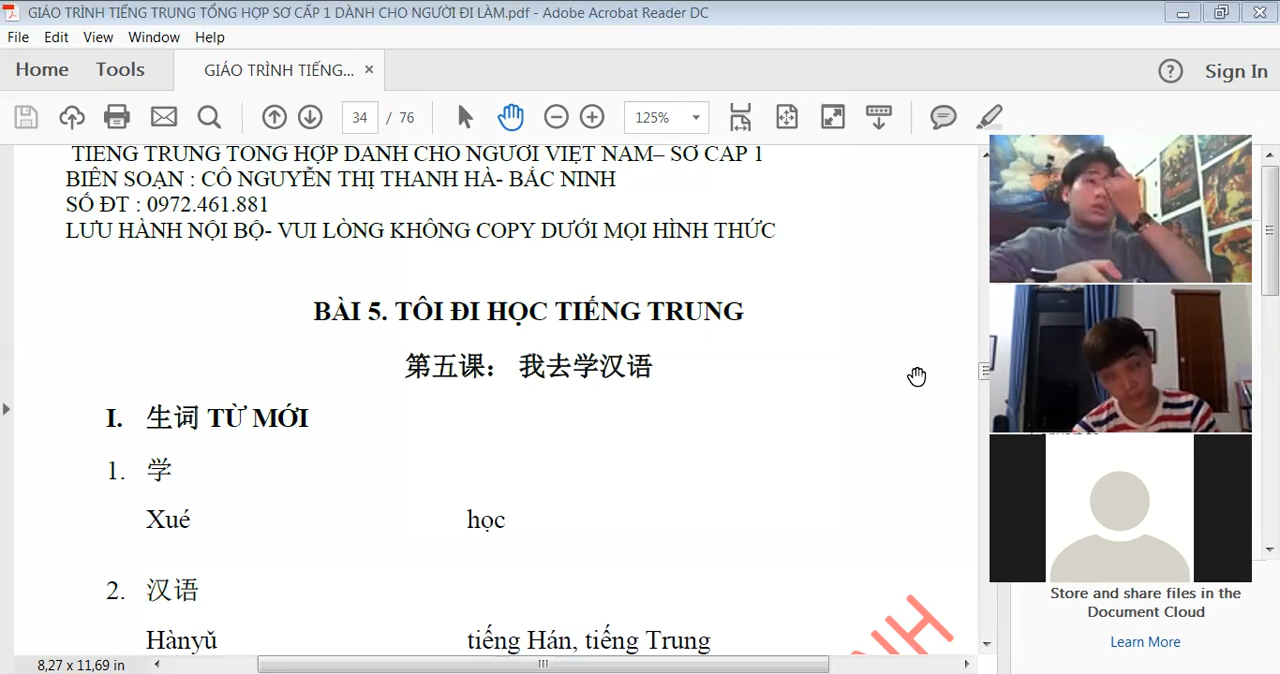 GIÁO TRÌNH TIẾNG TRUNG TỔNG HỢP SƠ CẤP 1 DÀNH CHO NGƯỜI ĐI LÀM.pdf - Adobe Acrobat Reader DC
File Edit View Window Help
Home Tools GIÁO TRÌNH TIẾNG... × ? Sign In
34 / 76 125%
TIẾNG TRUNG TỔNG HỢP DÀNH CHO NGƯỜI VIỆT NAM– SƠ CẤP 1
BIÊN SOẠN : CÔ NGUYỄN THỊ THANH HÀ- BẮC NINH
SỐ ĐT : 0972.461.881
LƯU HÀNH NỘI BỘ- VUI LÒNG KHÔNG COPY DƯỚI MỌI HÌNH THỨC
BÀI 5. TÔI ĐI HỌC TIẾNG TRUNG
第五课： 我去学汉语
I. 生词 TỪ MỚI
1. 学
Xué học
2. 汉语
Hànyǔ tiếng Hán, tiếng Trung
Store and share files in the
Document Cloud
Learn More
8,27 x 11,69 in